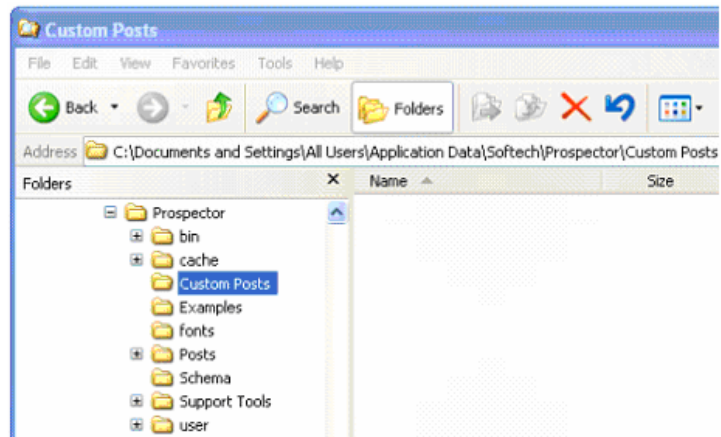 Custom Posts
File Edit View Favorites Tools Help
Back Search Folders
Address C:\Documents and Settings\All Users\Application Data\Softech\Prospector\Custom Posts
Folders X Name Size
Prospector
bin
cache
Custom Posts
Examples
fonts
Posts
Schema
Support Tools
user